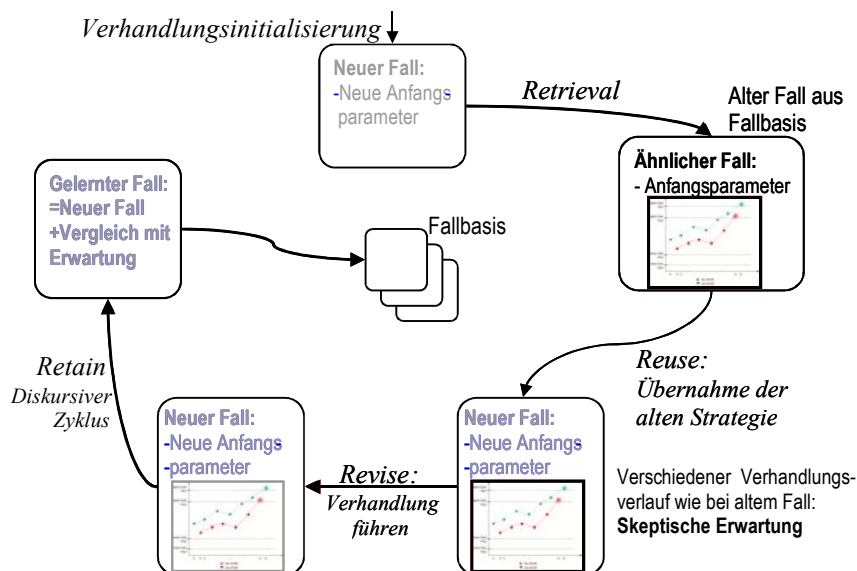 Verhandlungsinitialisierung
Neuer Fall:
-Neue Anfangs
parameter
Retrieval
Alter Fall aus
Fallbasis
Ähnlicher Fall:
- Anfangsparameter
Gelernter Fall:
=Neuer Fall
+Vergleich mit
Erwartung
Fallbasis
Reuse:
Übernahme der
alten Strategie
Retain
Diskursiver
Zyklus
Neuer Fall:
-Neue Anfangs
-parameter
Revise:
Verhandlung
führen
Neuer Fall:
-Neue Anfangs
-parameter
Verschiedener Verhandlungs-
verlauf wie bei altem Fall:
Skeptische Erwartung